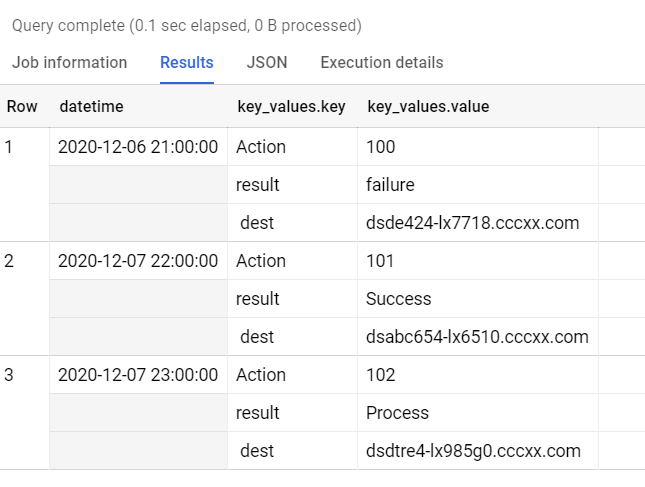 Query complete (0.1 sec elapsed, 0 B processed)
Job information Results JSON Execution details
Row datetime key_values.key key_values.value
1 2020-12-06 21:00:00 Action 100
result failure
dest dsde424-lx7718.cccxx.com
2 2020-12-07 22:00:00 Action 101
result Success
dest dsabc654-lx6510.cccxx.com
3 2020-12-07 23:00:00 Action 102
result Process
dest dsdtre4-lx985g0.cccxx.com